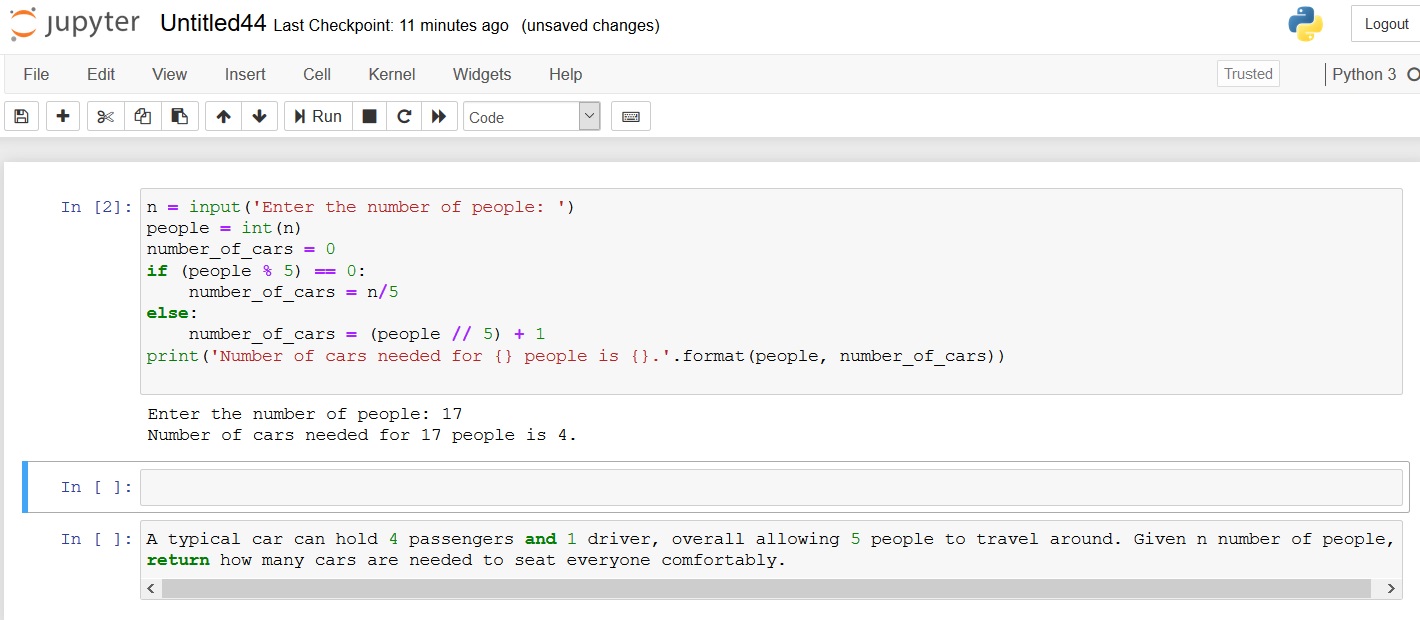 jupyter Untitled44 Last Checkpoint: 11 minutes ago (unsaved changes) Logout
File Edit View Insert Cell Kernel Widgets Help Trusted Python 3
Run Code
In [2]: n = input('Enter the number of people: ')
people = int(n)
number_of_cars = 0
if (people % 5) == 0:
    number_of_cars = n/5
else:
    number_of_cars = (people // 5) + 1
print('Number of cars needed for {} people is {}.'.format(people, number_of_cars))
Enter the number of people: 17
Number of cars needed for 17 people is 4.
In [ ]:
In [ ]: A typical car can hold 4 passengers and 1 driver, overall allowing 5 people to travel around. Given n number of people,
return how many cars are needed to seat everyone comfortably.